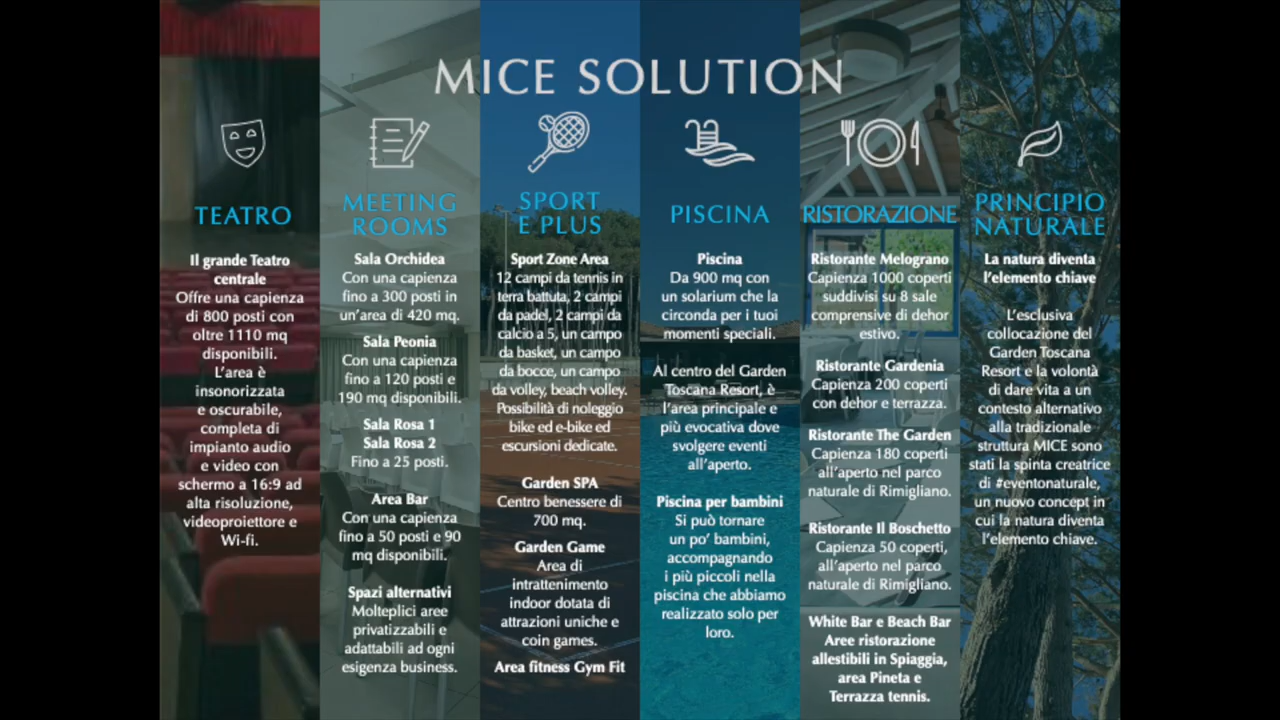 MICE SOLUTION
TEATRO
Il grande Teatro
centrale
Offre una capienza
di 800 posti con
oltre 1110 mq
disponibili.
L’area è
insonorizzata
e oscurabile,
completa di
impianto audio
e video con
schermo a 16:9 ad
alta risoluzione,
videoproiettore e
Wi-fi.
MEETING
ROOMS
Sala Orchidea
Con una capienza
fino a 300 posti in
un’area di 420 mq.
Sala Peonia
Con una capienza
fino a 120 posti e
190 mq disponibili.
Sala Rosa 1
Sala Rosa 2
Fino a 25 posti.
Area Bar
Con una capienza
fino a 50 posti e 90
mq disponibili.
Spazi alternativi
Molteplici aree
privatizzabili e
adattabili ad ogni
esigenza business.
SPORT
E PLUS
Sport Zone Area
12 campi da tennis in
terra battuta, 2 campi
da padel, 2 campi da
calcio a 5, un campo
da basket, un campo
da bocce, un campo
da volley, beach volley.
Possibilità di noleggio
bike ed e-bike ed
escursioni dedicate.
Garden SPA
Centro benessere di
700 mq.
Garden Game
Area di
intrattenimento
indoor dotata di
attrazioni uniche e
coin games.
Area fitness Gym Fit
PISCINA
Piscina
Da 900 mq con
un solarium che la
circonda per i tuoi
momenti speciali.
Al centro del Garden
Toscana Resort, è
l’area principale e
più evocativa dove
svolgere eventi
all’aperto.
Piscina per bambini
Si può tornare
un po’ bambini,
accompagnando
i più piccoli nella
piscina che abbiamo
realizzato solo per
loro.
RISTORAZIONE
Ristorante Melograno
Capienza 1000 coperti
suddivisi su 8 sale
comprensive di dehor
estivo.
Ristorante Gardenia
Capienza 200 coperti
con dehor e terrazza.
Ristorante The Garden
Capienza 180 coperti
all’aperto nel parco
naturale di Rimigliano.
Ristorante Il Boschetto
Capienza 50 coperti,
all’aperto nel parco
naturale di Rimigliano.
White Bar e Beach Bar
Aree ristorazione
allestibili in Spiaggia,
area Pineta e
Terrazza tennis.
PRINCIPIO
NATURALE
La natura diventa
l’elemento chiave
L’esclusiva
collocazione del
Garden Toscana
Resort e la volontà
di dare vita a un
contesto alternativo
alla tradizionale
struttura MICE sono
stati la spinta creatrice
di #eventonaturale,
un nuovo concept in
cui la natura diventa
l’elemento chiave.